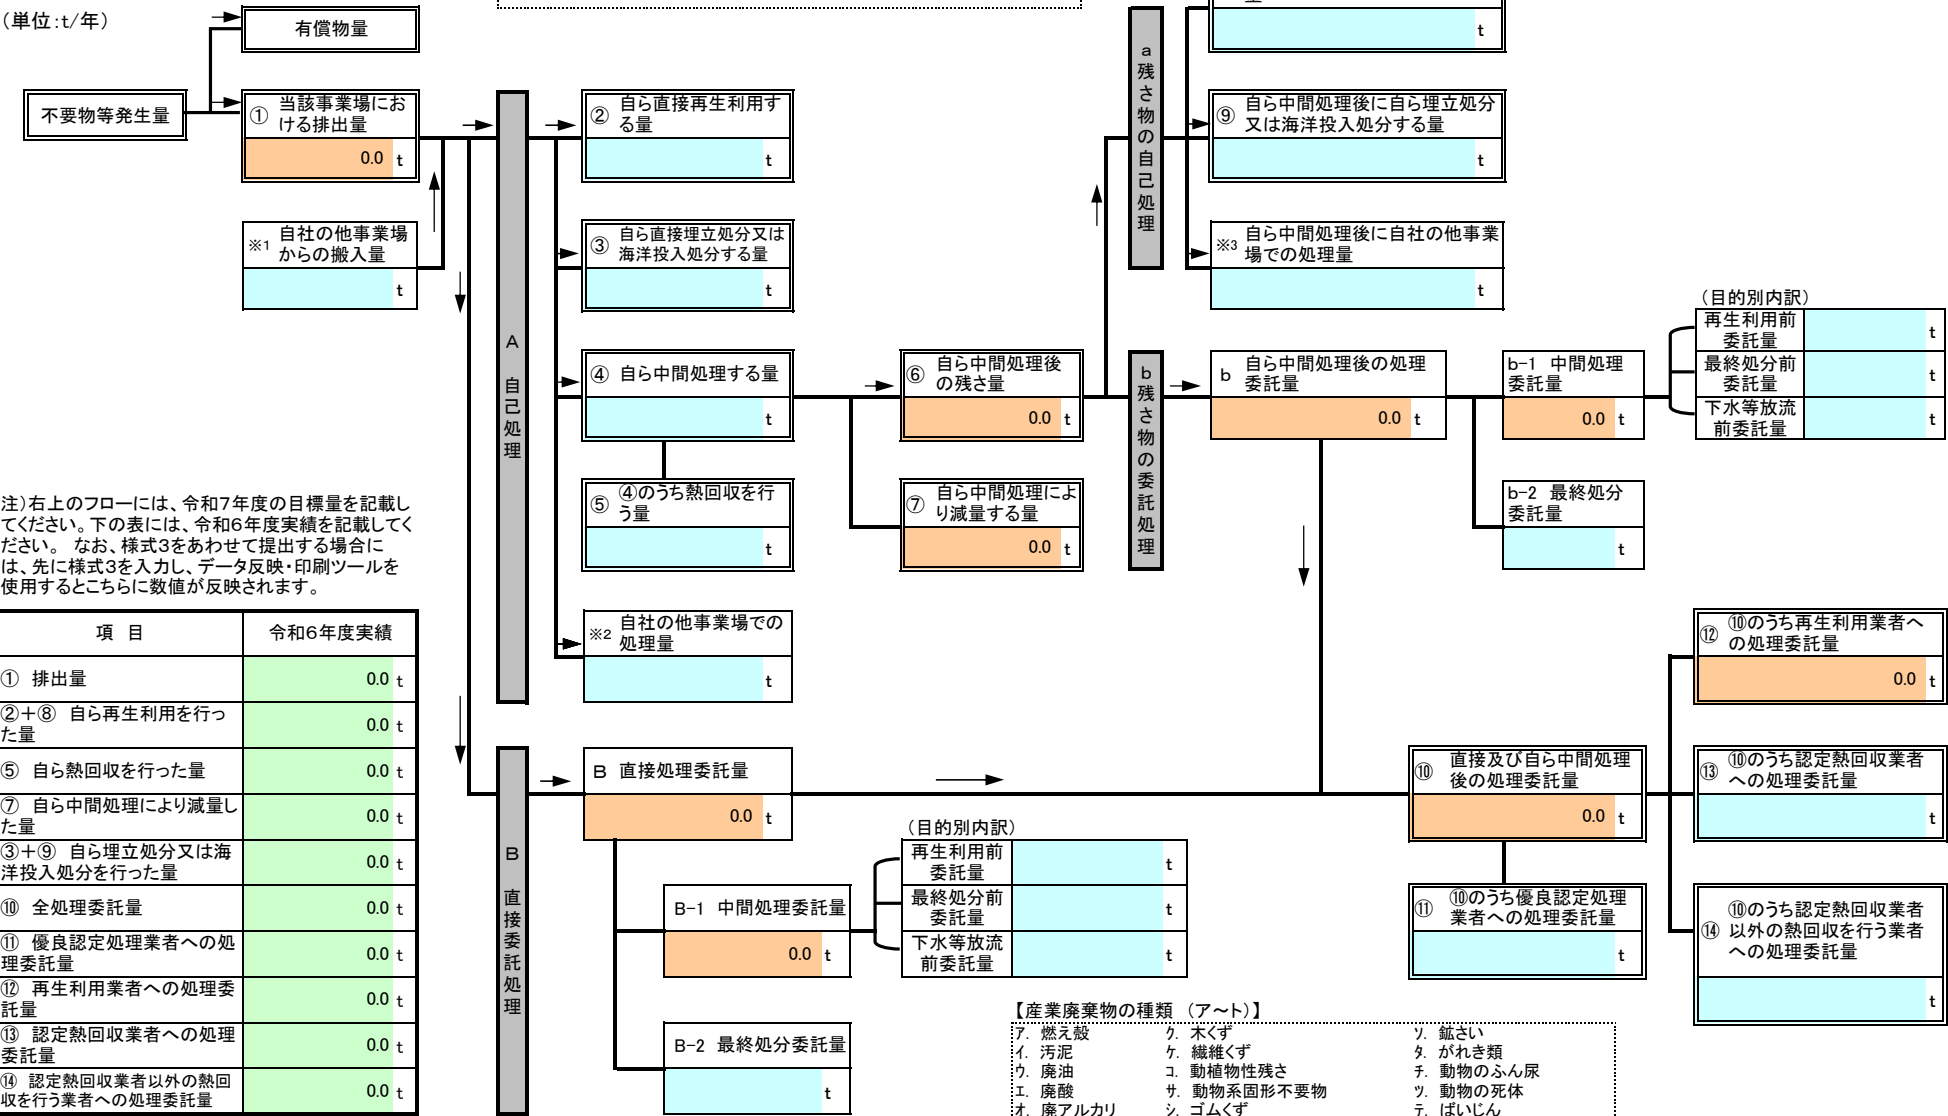 （単位:t/年）
有償物量
不要物等発生量
① 当該事業場にお
ける排出量
0.0 t
※1 自社の他事業場
からの搬入量
t
A 自己処理
② 自ら直接再生利用す
る量
t
③ 自ら直接埋立処分又は
海洋投入処分する量
t
④ 自ら中間処理する量
t
⑤ ④のうち熱回収を行
う量
t
※2 自社の他事業場での
処理量
t
⑥ 自ら中間処理後
の残さ量
0.0 t
⑦ 自ら中間処理によ
り減量する量
0.0 t
a 残さ物の自己処理
t
⑨ 自ら中間処理後に自ら埋立処分
又は海洋投入処分する量
t
※3 自ら中間処理後に自社の他事業
場での処理量
t
b 残さ物の委託処理
b 自ら中間処理後の処理
委託量
0.0 t
b-1 中間処理
委託量
0.0 t
b-2 最終処分
委託量
t
（目的別内訳）
再生利用前
委託量
t
最終処分前
委託量
t
下水等放流
前委託量
t
注）右上のフローには、令和7年度の目標量を記載し
てください。下の表には、令和6年度実績を記載してく
ださい。 なお、様式3をあわせて提出する場合に
は、先に様式3を入力し、データ反映・印刷ツールを
使用するとこちらに数値が反映されます。
項 目 令和6年度実績
① 排出量 0.0 t
②+⑧ 自ら再生利用を行っ
た量 0.0 t
⑤ 自ら熱回収を行った量 0.0 t
⑦ 自ら中間処理により減量し
た量 0.0 t
③+⑨ 自ら埋立処分又は海
洋投入処分を行った量 0.0 t
⑩ 全処理委託量 0.0 t
⑪ 優良認定処理業者への処
理委託量 0.0 t
⑫ 再生利用業者への処理委
託量 0.0 t
⑬ 認定熱回収業者への処理
委託量 0.0 t
⑭ 認定熱回収業者以外の熱回
収を行う業者への処理委託量 0.0 t
B 直接委託処理
B 直接処理委託量
0.0 t
B-1 中間処理委託量
0.0 t
B-2 最終処分委託量
t
（目的別内訳）
再生利用前
委託量
t
最終処分前
委託量
t
下水等放流
前委託量
t
⑩ 直接及び自ら中間処理
後の処理委託量
0.0 t
⑪ ⑩のうち優良認定処理
業者への処理委託量
t
⑫ ⑩のうち再生利用業者へ
の処理委託量
0.0 t
⑬ ⑩のうち認定熱回収業者
への処理委託量
t
⑭ ⑩のうち認定熱回収業者
以外の熱回収を行う業者
への処理委託量
t
【産業廃棄物の種類 （ア～ト）】
ｱ. 燃え殻 ｸ. 木くず ｿ. 鉱さい
ｲ. 汚泥 ｹ. 繊維くず ﾀ. がれき類
ｳ. 廃油 ｺ. 動植物性残さ ﾁ. 動物のふん尿
ｴ. 廃酸 ｻ. 動物系固形不要物 ﾂ. 動物の死体
ｵ. 廃アルカリ ｼ. ゴムくず ﾃ. ばいじん